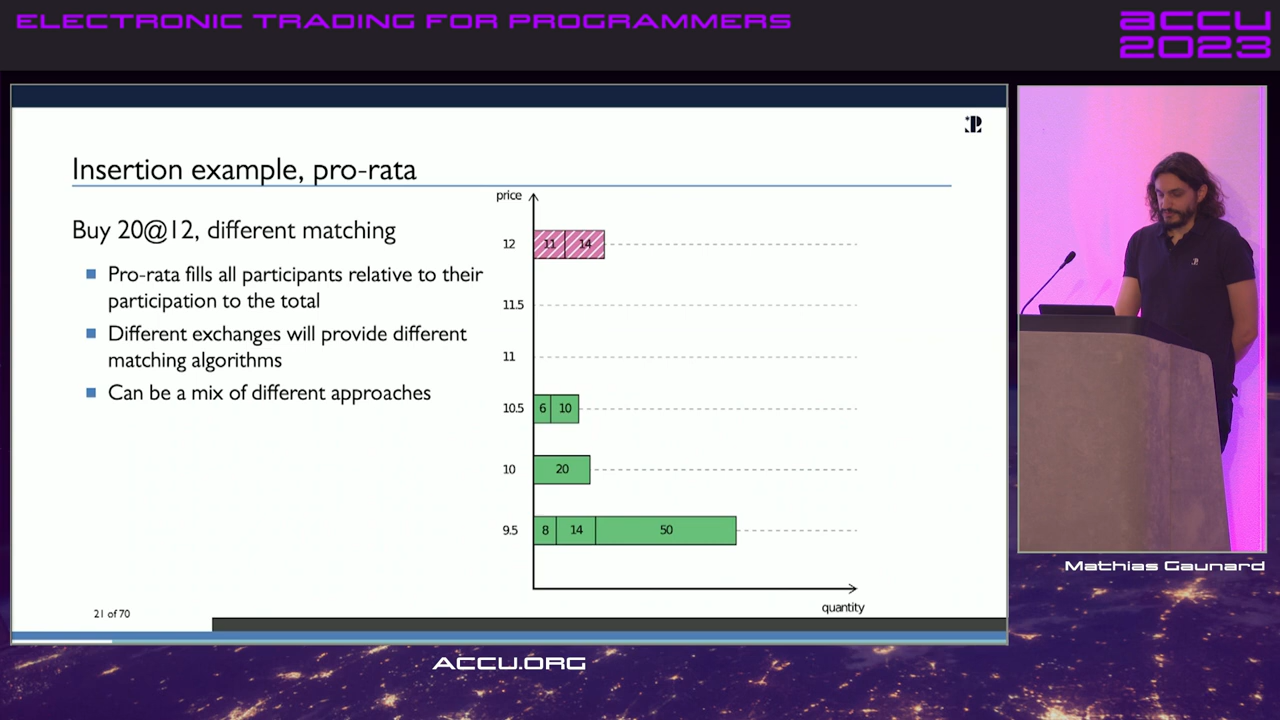 ELECTRONIC TRADING FOR PROGRAMMERS
accu
2023
Insertion example, pro-rata
Buy 20@12, different matching
Pro-rata fills all participants relative to their
participation to the total
Different exchanges will provide different
matching algorithms
Can be a mix of different approaches
price
12
11 14
11.5
11
10.5
6 10
10
20
9.5
8 14 50
quantity
21 of 70
Mathias Gaunard
ACCU.ORG